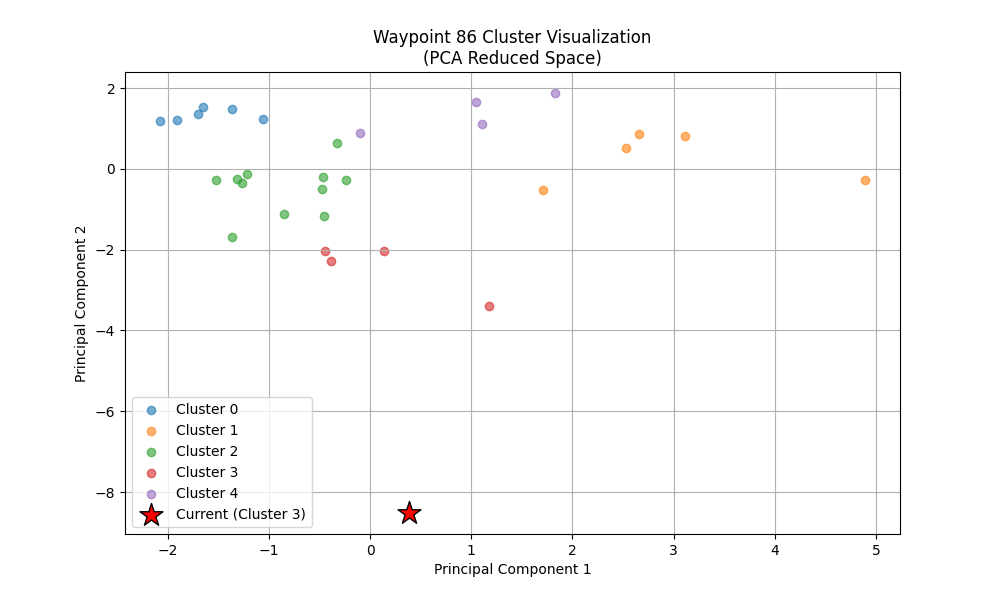 Waypoint 86 Cluster Visualization
(PCA Reduced Space)
Principal Component 2
2
0
−2
−4
−6
−8
Cluster 0
Cluster 1
Cluster 2
Cluster 3
Cluster 4
Current (Cluster 3)
−2 −1 0 1 2 3 4 5
Principal Component 1